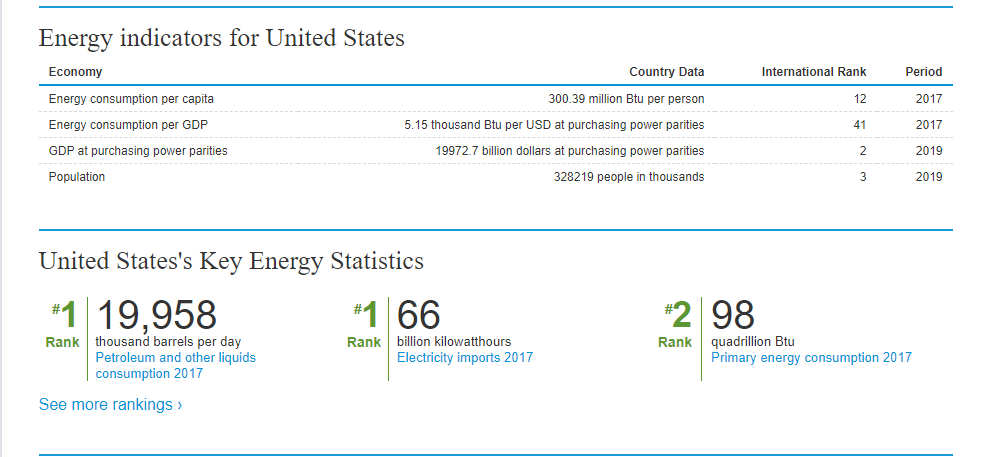 Energy indicators for United States
Economy Country Data International Rank Period
Energy consumption per capita 300.39 million Btu per person 12 2017
Energy consumption per GDP 5.15 thousand Btu per USD at purchasing power parities 41 2017
GDP at purchasing power parities 19972.7 billion dollars at purchasing power parities 2 2019
Population 328219 people in thousands 3 2019
United States's Key Energy Statistics
#1 Rank
19,958
thousand barrels per day
Petroleum and other liquids
consumption 2017
#1 Rank
66
billion kilowatthours
Electricity imports 2017
#2 Rank
98
quadrillion Btu
Primary energy consumption 2017
See more rankings ›